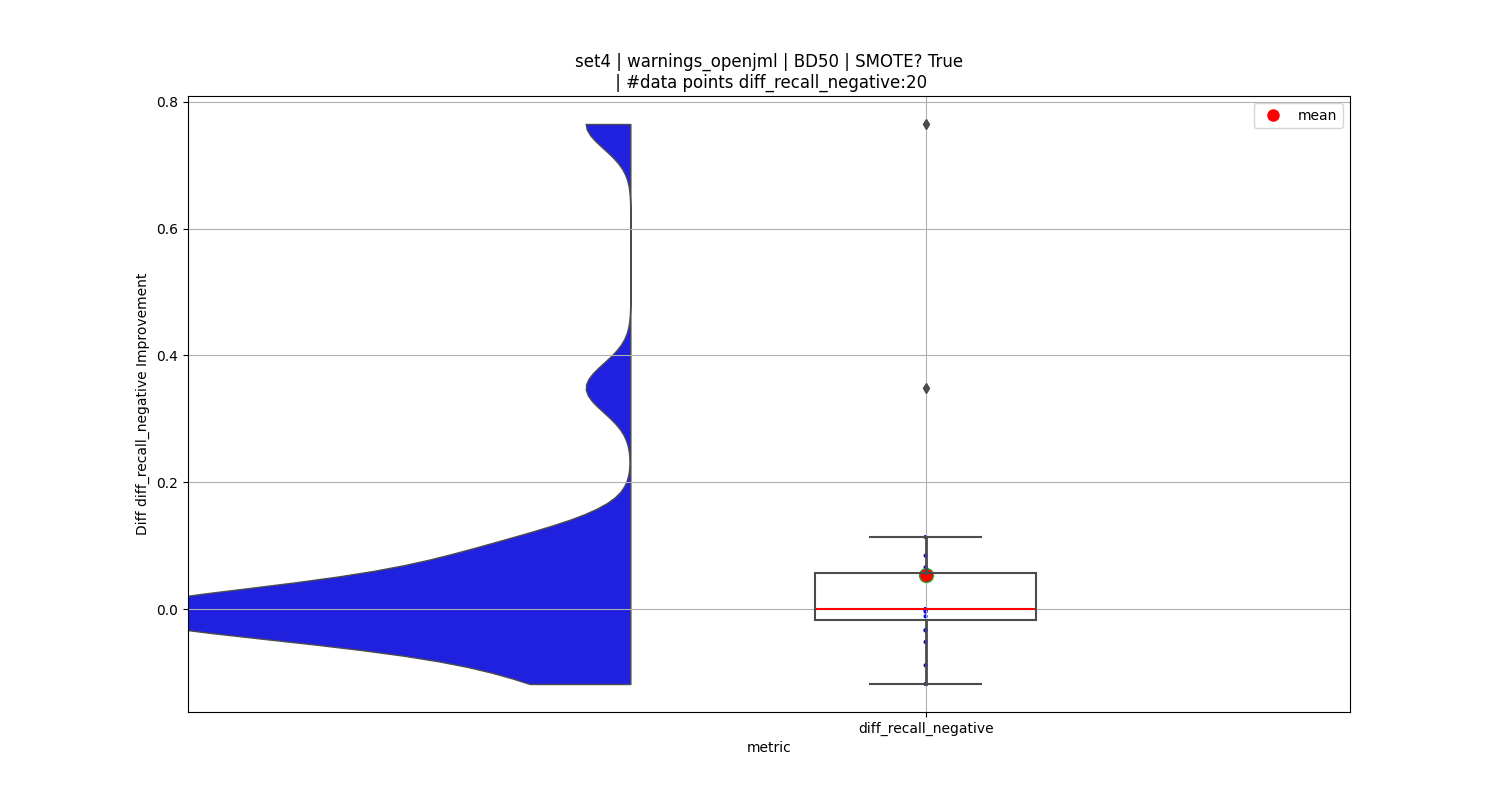 set4 | warnings_openjml | BD50 | SMOTE? True
| #data points diff_recall_negative:20
mean
0.8
0.6
0.4
0.2
0.0
Diff diff_recall_negative Improvement
diff_recall_negative
metric